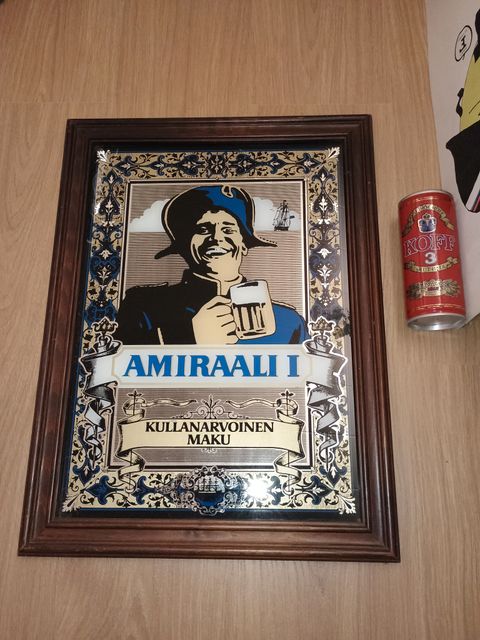 AMIRAALI I
KULLANARVOINEN
MAKU
KOFF
3